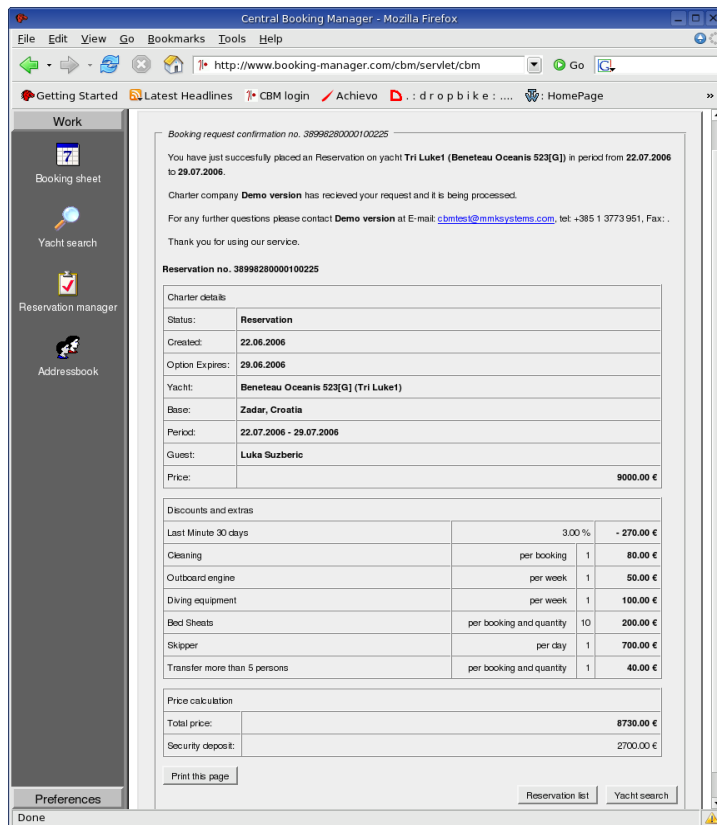 Central Booking Manager - Mozilla Firefox
File Edit View Go Bookmarks Tools Help
http://www.booking-manager.com/cbm/servlet/cbm Go G
Getting Started Latest Headlines CBM login Achievo .: d r o p b i k e : .... : HomePage »
Work
7
Booking sheet
Yacht search
Reservation manager
Addressbook
Preferences
Booking request confirmation no. 38998280000100225
You have just succesfully placed an Reservation on yacht Tri Luke1 (Beneteau Oceanis 523[G]) in period from 22.07.2006
to 29.07.2006.
Charter company Demo version has recieved your request and it is being processed.
For any further questions please contact Demo version at E-mail: cbmtest@mmksystems.com, tel: +385 1 3773 951, Fax: .
Thank you for using our service.
Reservation no. 38998280000100225
Charter details
Status: Reservation
Created: 22.06.2006
Option Expires: 29.06.2006
Yacht: Beneteau Oceanis 523[G] (Tri Luke1)
Base: Zadar, Croatia
Period: 22.07.2006 - 29.07.2006
Guest: Luka Suzberic
Price: 9000.00 €
Discounts and extras
Last Minute 30 days 3.00 % - 270.00 €
Cleaning per booking 1 80.00 €
Outboard engine per week 1 50.00 €
Diving equipment per week 1 100.00 €
Bed Sheats per booking and quantity 10 200.00 €
Skipper per day 1 700.00 €
Transfer more than 5 persons per booking and quantity 1 40.00 €
Price calculation
Total price: 8730.00 €
Security deposit: 2700.00 €
Print this page
Reservation list Yacht search
Done